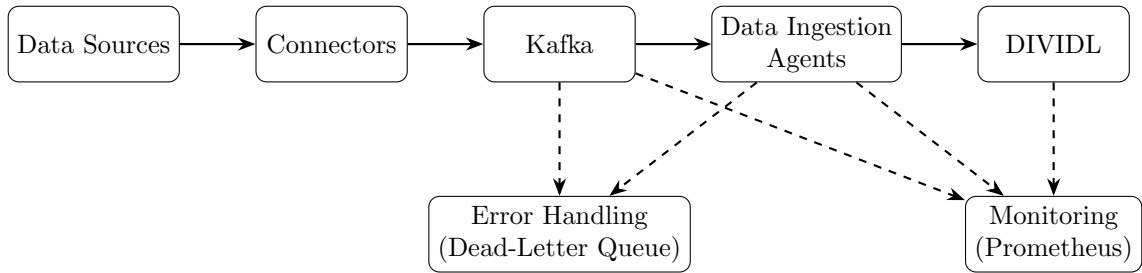 Data Sources
Connectors
Kafka
Data Ingestion
Agents
DIVIDL
Error Handling
(Dead-Letter Queue)
Monitoring
(Prometheus)